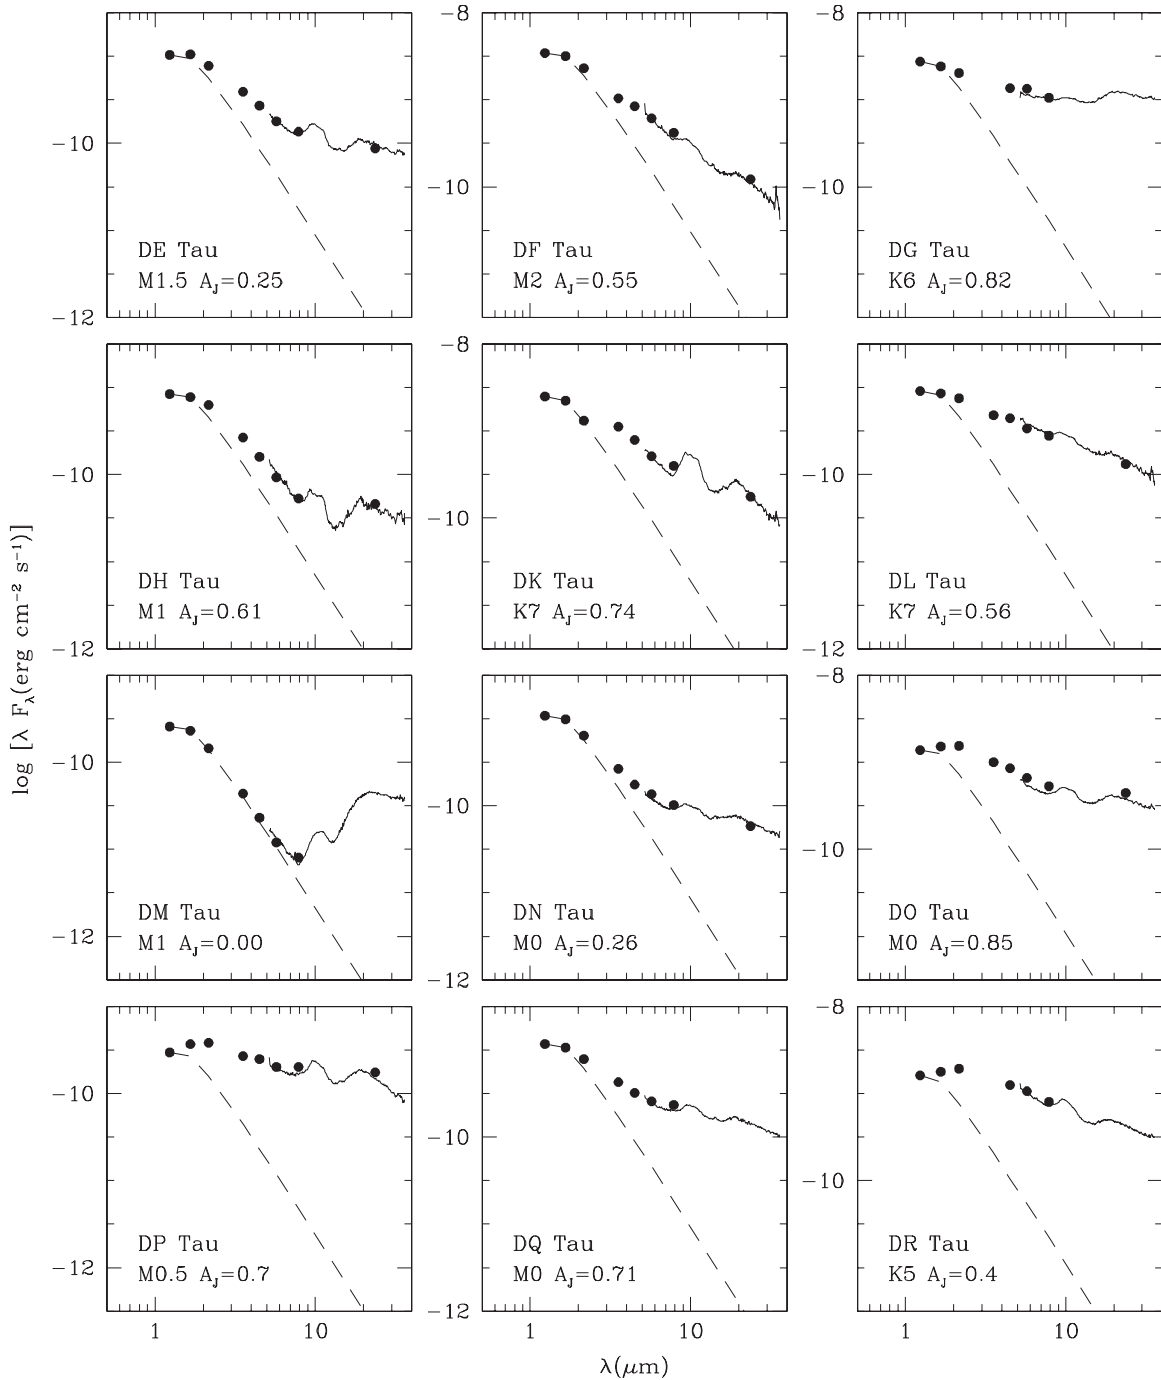 −8
−8
−10
−10
−10
DE Tau
M1.5 A_J=0.25
DF Tau
M2 A_J=0.55
DG Tau
K6 A_J=0.82
−12
−12
−12
−8
−10
−10
−10
DH Tau
M1 A_J=0.61
DK Tau
K7 A_J=0.74
DL Tau
K7 A_J=0.56
−12
−12
−8
−10
−10
−10
DM Tau
M1 A_J=0.00
DN Tau
M0 A_J=0.26
DO Tau
M0 A_J=0.85
−12
−12
−8
−10
−10
−10
DP Tau
M0.5 A_J=0.7
DQ Tau
M0 A_J=0.71
DR Tau
K5 A_J=0.4
−12
−12
1 10
1 10
1 10
λ(μm)
log [λ F_λ(erg cm⁻² s⁻¹)]